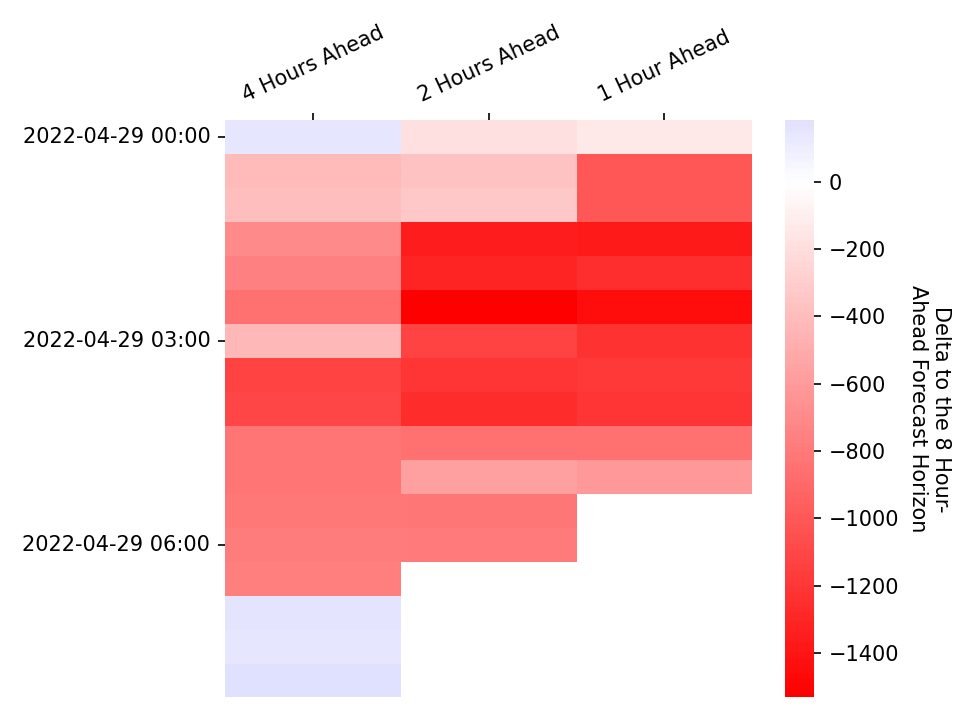 4 Hours Ahead
2 Hours Ahead
1 Hour Ahead
2022-04-29 00:00
2022-04-29 03:00
2022-04-29 06:00
0
−200
−400
−600
−800
−1000
−1200
−1400
Delta to the 8 Hour-
Ahead Forecast Horizon